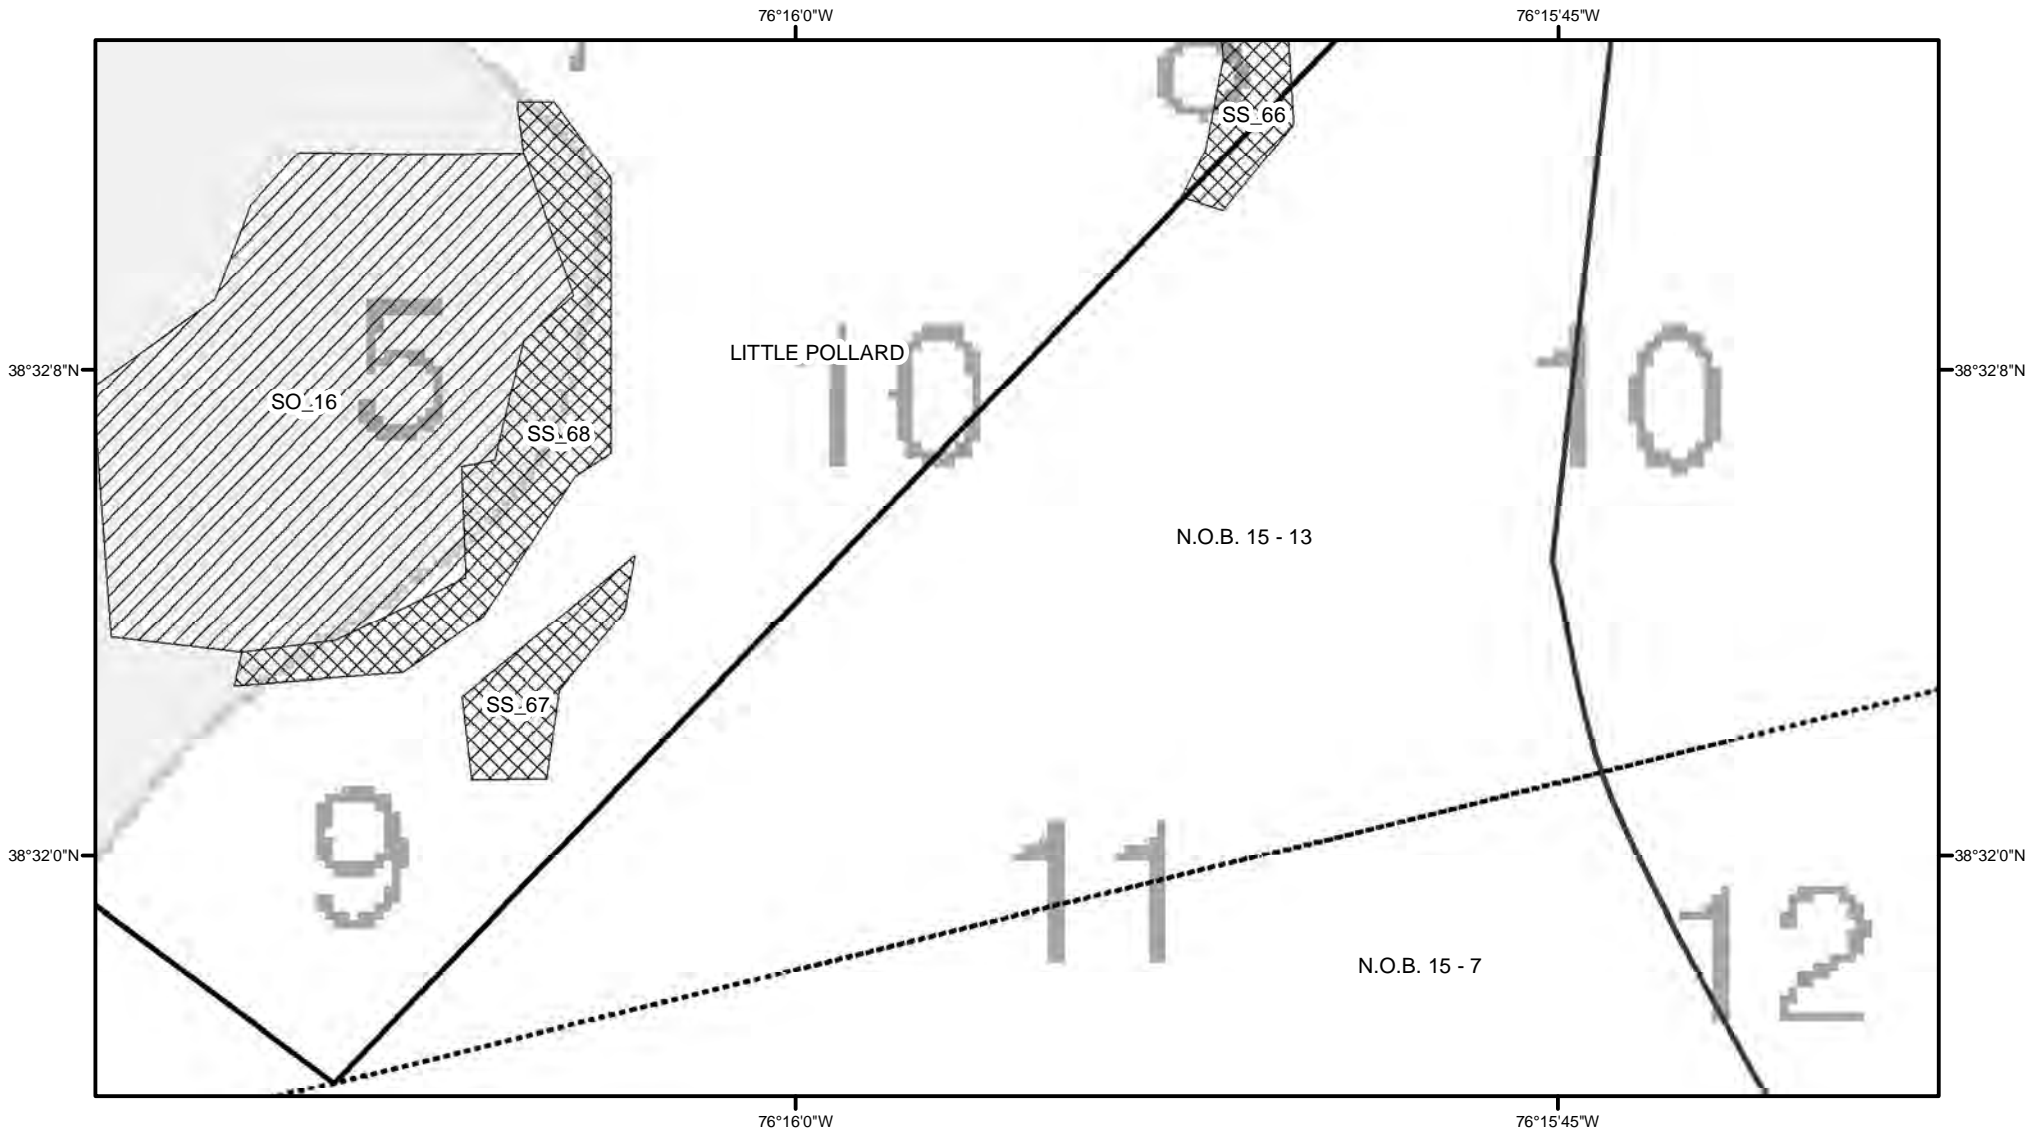 76°16'0"W
76°15'45"W
SS_66
5
LITTLE POLLARD
10
10
38°32'8"N
38°32'8"N
SO_16
SS_68
N.O.B. 15 - 13
SS_67
9
11
38°32'0"N
38°32'0"N
12
N.O.B. 15 - 7
76°16'0"W
76°15'45"W